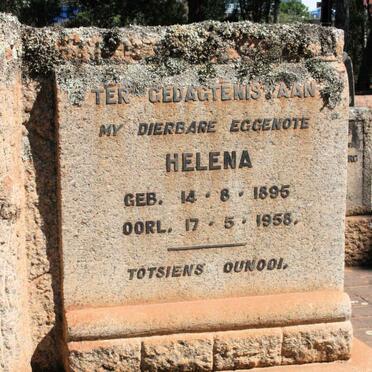 TER GEDAGTENIS AAN
MY DIERBARE EGGENOTE
HELENA
GEB. 14·8·1895
OORL. 17·5·1958.
TOTSIENS OUNOOI.